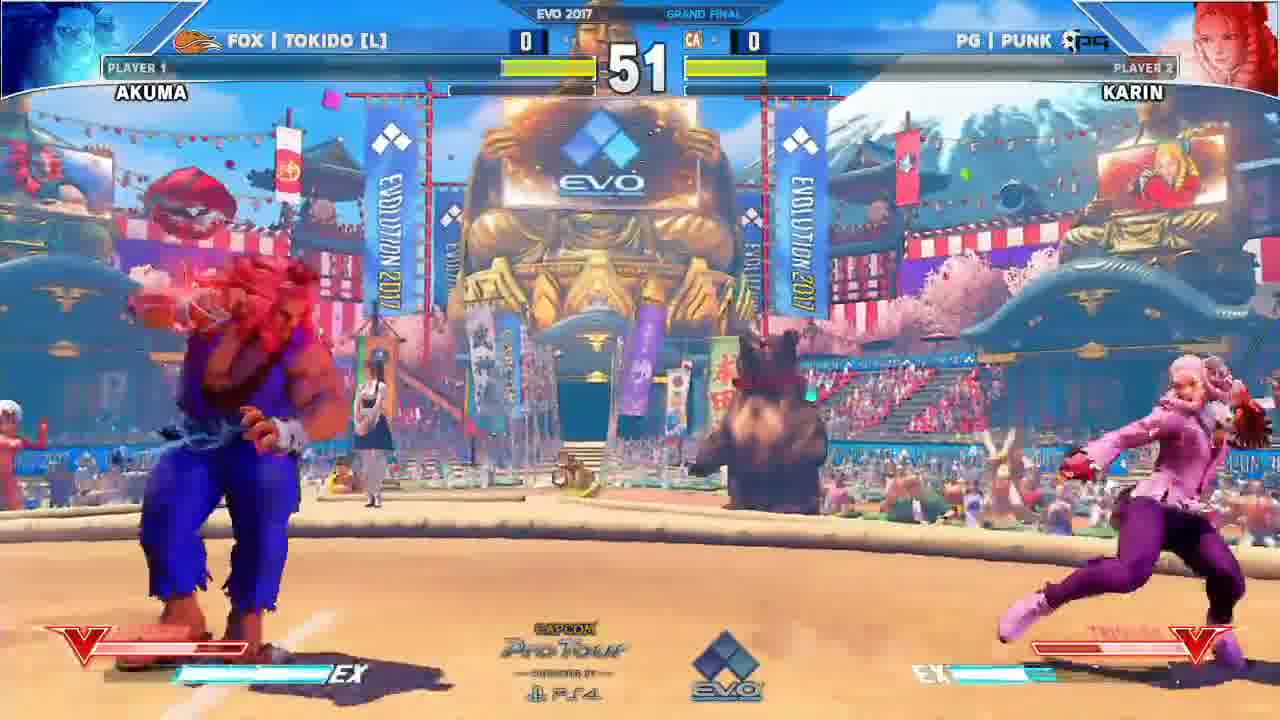 EVO 2017
GRAND FINAL
FOX | TOKIDO [L]
0
51
CA
0
PG | PUNK
PLAYER 1
PLAYER 2
AKUMA
KARIN
EVO
EVOLUTION 2017
EVOLUTION 2017
V
V
EX
EX
CAPCOM
Pro Tour
PS4
EVO